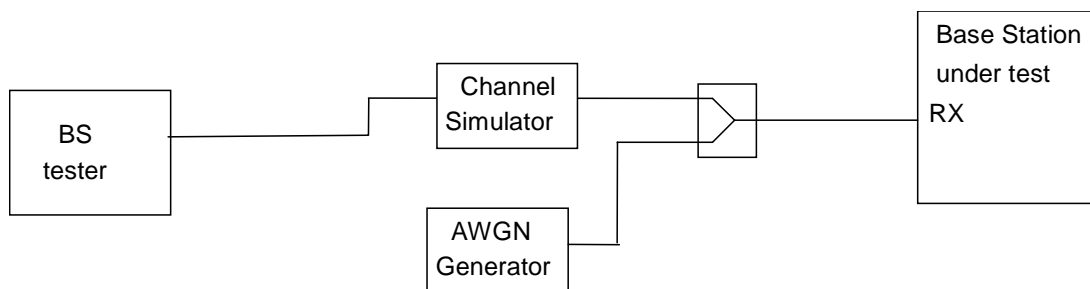 BS
tester
Channel
Simulator
AWGN
Generator
Base Station
under test
RX